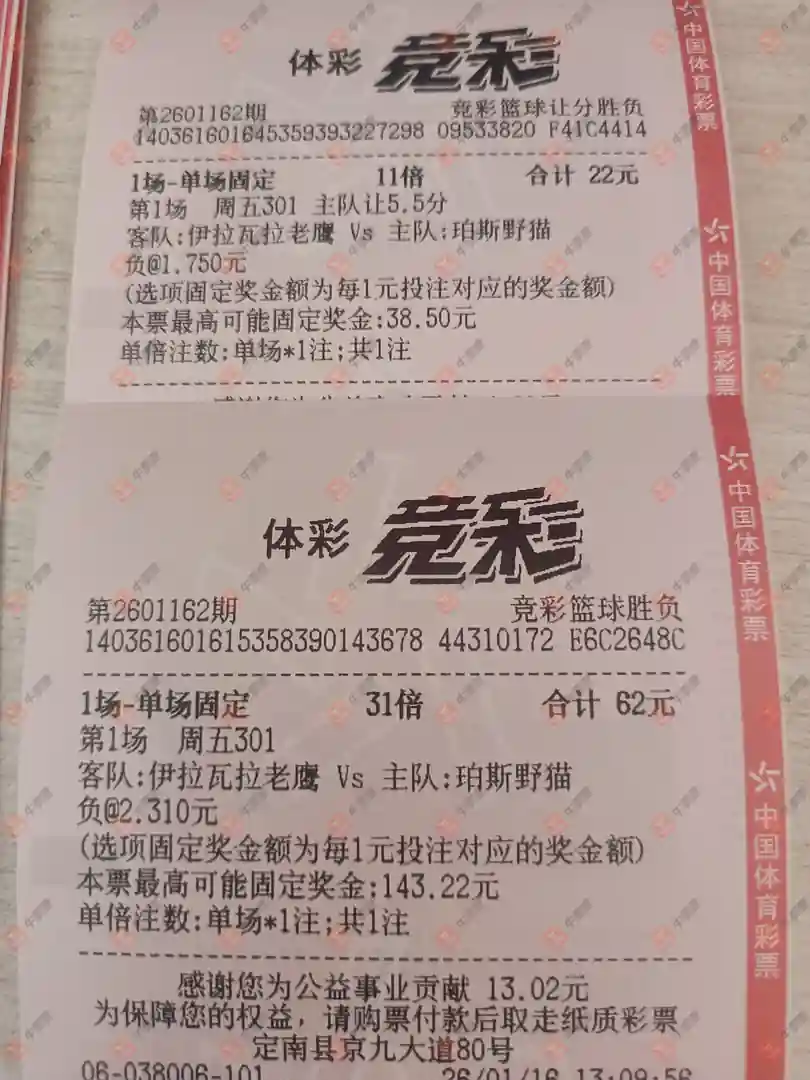 体彩 竞彩
第2601162期 竞彩篮球让分胜负
140361601645359393227298 09533820 F41C4414
1场-单场固定 11倍 合计 22元
第1场 周五301 主队让5.5分
客队:伊拉瓦拉老鹰 Vs 主队:珀斯野猫
负@1.750元
(选项固定奖金额为每1元投注对应的奖金额)
本票最高可能固定奖金:38.50元
单倍注数:单场*1注;共1注
体彩 竞彩
第2601162期 竞彩篮球胜负
140361601615358390143678 44310172 E6C2648C
1场-单场固定 31倍 合计 62元
第1场 周五301
客队:伊拉瓦拉老鹰 Vs 主队:珀斯野猫
负@2.310元
(选项固定奖金额为每1元投注对应的奖金额)
本票最高可能固定奖金:143.22元
单倍注数:单场*1注;共1注
感谢您为公益事业贡献 13.02元
为保障您的权益，请购票付款后取走纸质彩票
定南县京九大道80号
06-038006-101 26/01/16 13:09:56
中国体育彩票
中国体育彩票
中国体育彩票
中国体育彩票